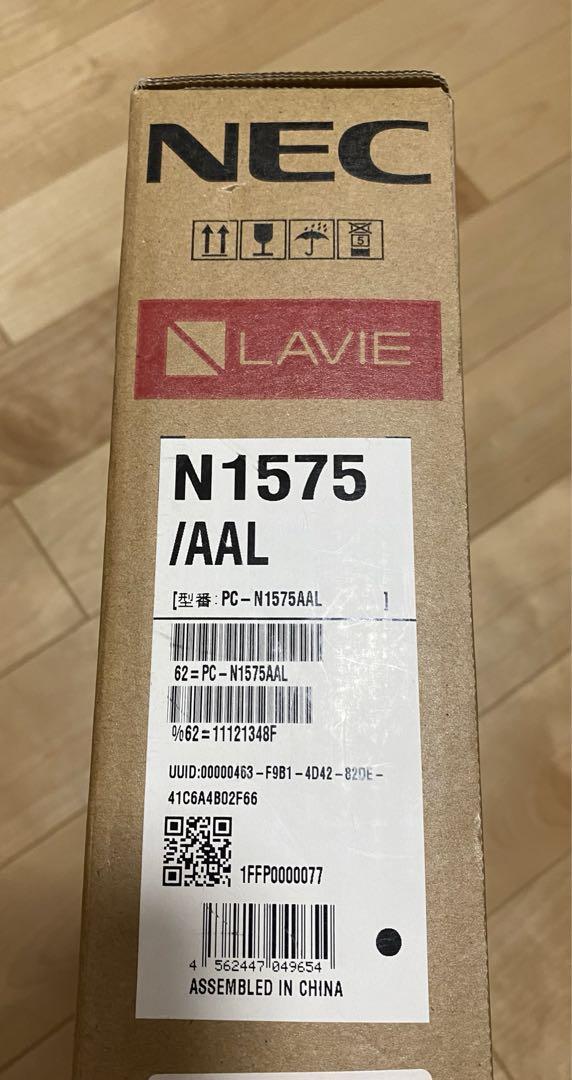 NEC
5
LAVIE
N1575
/AAL
[型番:PC-N1575AAL ]
62=PC-N1575AAL
%62=11121348F
UUID:00000463-F9B1-4D42-82DE-
41C6A4B02F66
1FFP0000077
4 562447 049654
ASSEMBLED IN CHINA